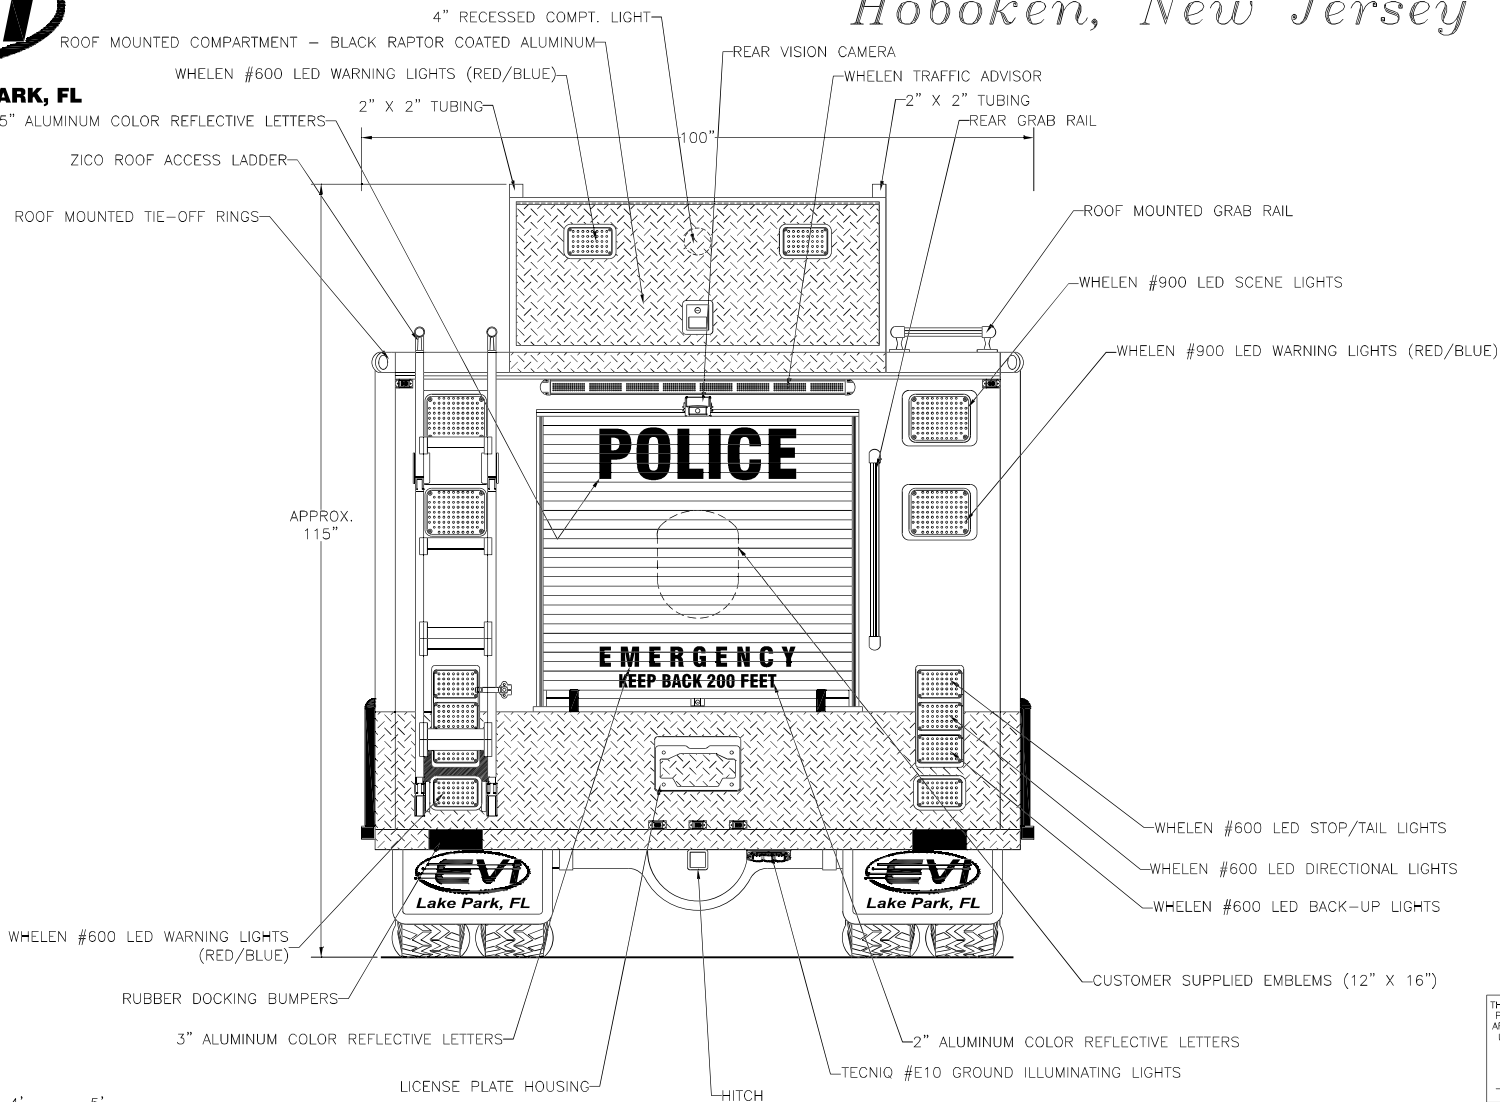 Hoboken, New Jersey
4" RECESSED COMPT. LIGHT
ROOF MOUNTED COMPARTMENT – BLACK RAPTOR COATED ALUMINUM
REAR VISION CAMERA
WHELEN #600 LED WARNING LIGHTS (RED/BLUE)
WHELEN TRAFFIC ADVISOR
ARK, FL
2" X 2" TUBING
2" X 2" TUBING
5" ALUMINUM COLOR REFLECTIVE LETTERS
REAR GRAB RAIL
100"
ZICO ROOF ACCESS LADDER
ROOF MOUNTED TIE-OFF RINGS
ROOF MOUNTED GRAB RAIL
WHELEN #900 LED SCENE LIGHTS
WHELEN #900 LED WARNING LIGHTS (RED/BLUE)
POLICE
APPROX.
115"
EMERGENCY
KEEP BACK 200 FEET
WHELEN #600 LED STOP/TAIL LIGHTS
WHELEN #600 LED DIRECTIONAL LIGHTS
EVI
Lake Park, FL
EVI
Lake Park, FL
WHELEN #600 LED BACK-UP LIGHTS
WHELEN #600 LED WARNING LIGHTS
(RED/BLUE)
CUSTOMER SUPPLIED EMBLEMS (12" X 16")
RUBBER DOCKING BUMPERS
3" ALUMINUM COLOR REFLECTIVE LETTERS
2" ALUMINUM COLOR REFLECTIVE LETTERS
TECNIQ #E10 GROUND ILLUMINATING LIGHTS
LICENSE PLATE HOUSING
HITCH
4' 5'